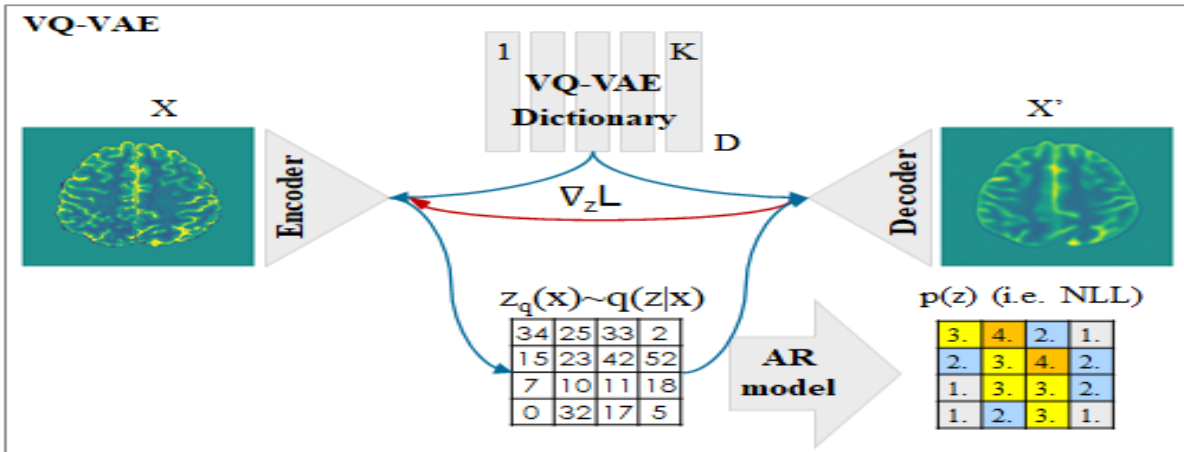 VQ-VAE
1 K
VQ-VAE
Dictionary
D
X
X'
Encoder
Decoder
∇zL
zq(x)~q(z|x)
34 25 33 2
15 23 42 52
7 10 11 18
0 32 17 5
AR
model
p(z) (i.e. NLL)
3. 4. 2. 1.
2. 3. 4. 2.
1. 3. 3. 2.
1. 2. 3. 1.